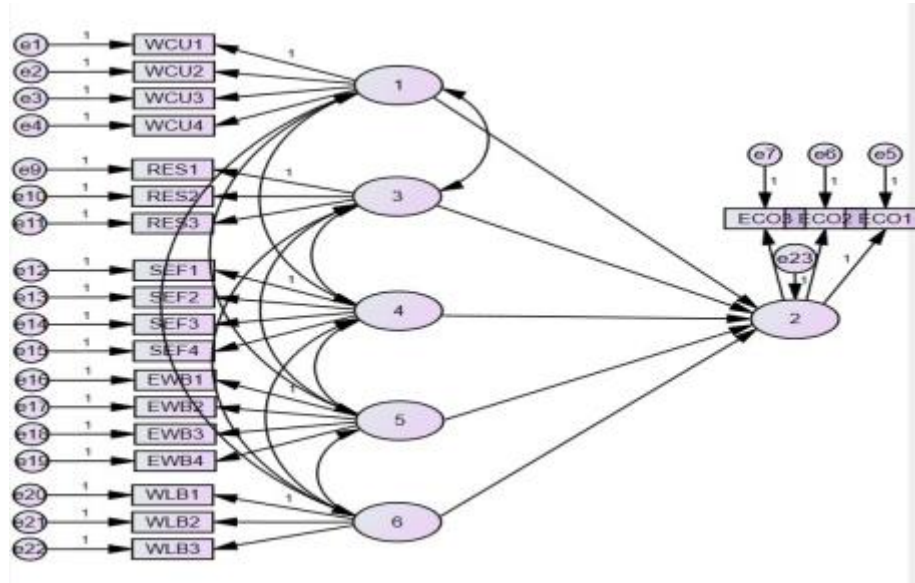 e1 1 WCU1 1
e2 1 WCU2
e3 1 WCU3
e4 1 WCU4
1
e7 e6 e5
1 1 1
e9 1 RES1 1
e10 1 RES2
e11 1 RES3
3
ECO3 ECO2 ECO1
e23
1 1
e12 1 SEF1 1
e13 1 SEF2
e14 1 SEF3
e15 1 SEF4
4
2
e16 1 EWB1 1
e17 1 EWB2
e18 1 EWB3
e19 1 EWB4
5
e20 1 WLB1 1
e21 1 WLB2
e22 1 WLB3
6